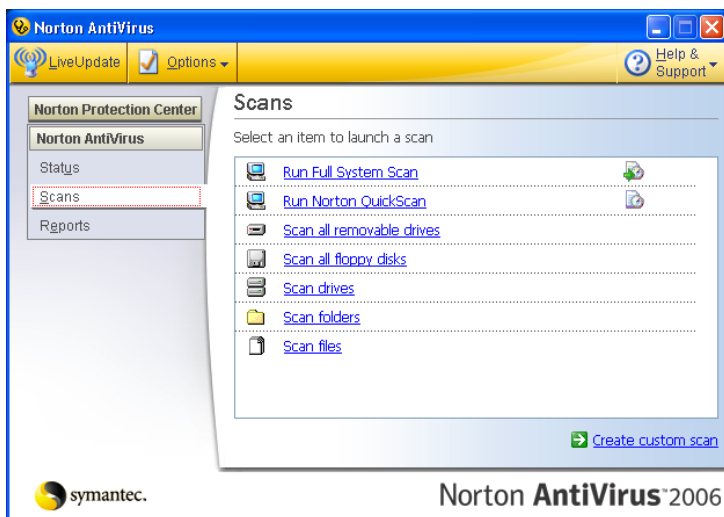 Norton AntiVirus
LiveUpdate
Options
Help & Support
Norton Protection Center
Norton AntiVirus
Status
Scans
Reports
Scans
Select an item to launch a scan
Run Full System Scan
Run Norton QuickScan
Scan all removable drives
Scan all floppy disks
Scan drives
Scan folders
Scan files
Create custom scan
symantec.
Norton AntiVirus™2006